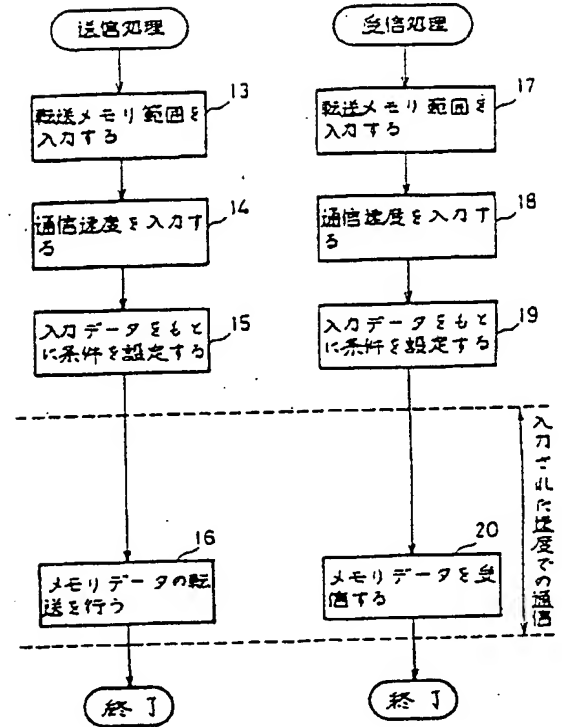 送信処理
受信処理
13
転送メモリ範囲を
入力する
17
転送メモリ範囲を
入力する
14
通信速度を入力す
る
18
通信速度を入力す
る
15
入力データをもと
に条件を設定する
19
入力データをもと
に条件を設定する
入力された速度での通信
16
メモリデータの転
送を行う
20
メモリデータを受
信する
終了
終了